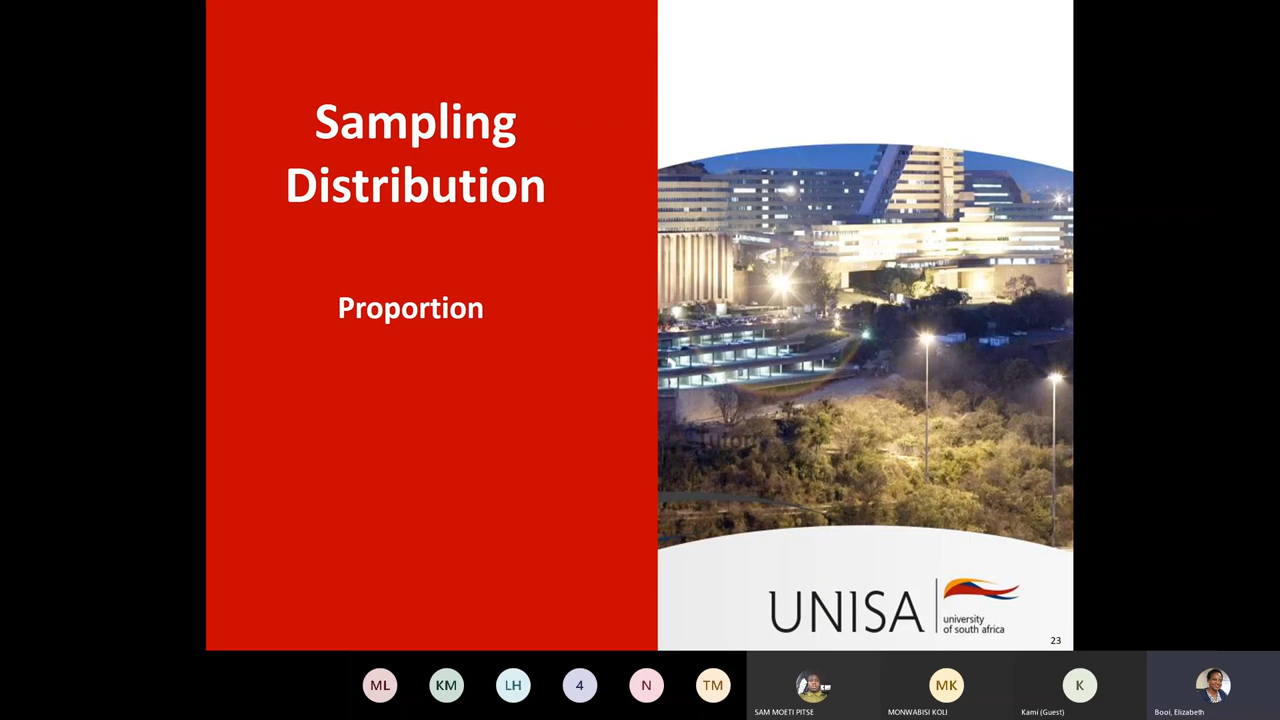 Sampling
Distribution
Proportion
UNISA
university
of south africa
23
ML
KM
LH
4
N
TM
MK
K
SAM MOETI PITSE
MONWABISI KOLI
Kami (Guest)
Booi, Elizabeth